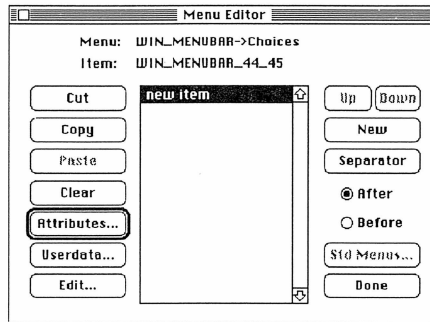 Menu Editor
Menu: WIN_MENUBAR->Choices
Item: WIN_MENUBAR_44_45
Cut
Copy
Paste
Clear
Attributes...
Userdata...
Edit...
new item
Up
Down
New
Separator
After
Before
Std Menus...
Done